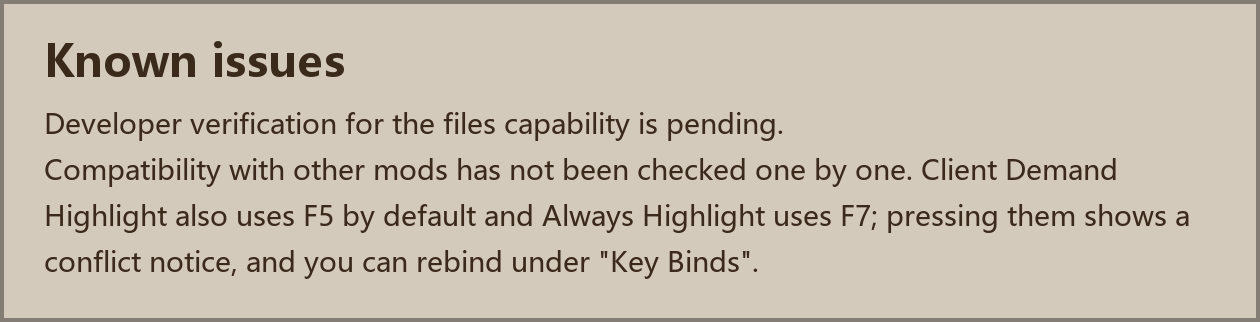 Known issues
Developer verification for the files capability is pending.
Compatibility with other mods has not been checked one by one. Client Demand
Highlight also uses F5 by default and Always Highlight uses F7; pressing them shows a
conflict notice, and you can rebind under "Key Binds".